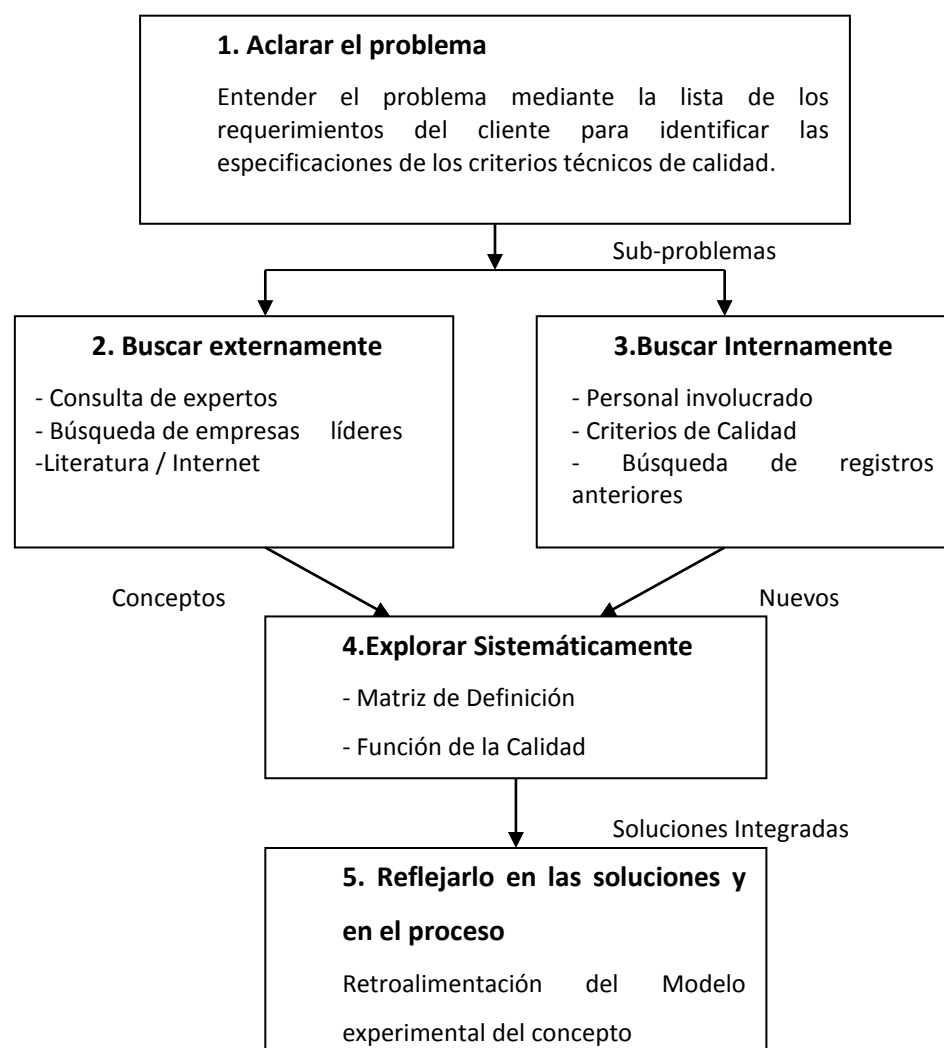 1. Aclarar el problema
Entender el problema mediante la lista de los
requerimientos del cliente para identificar las
especificaciones de los criterios técnicos de calidad.
Sub-problemas
2. Buscar externamente
- Consulta de expertos
- Búsqueda de empresas líderes
-Literatura / Internet
3.Buscar Internamente
- Personal involucrado
- Criterios de Calidad
- Búsqueda de registros
anteriores
Conceptos
Nuevos
4.Explorar Sistemáticamente
- Matriz de Definición
- Función de la Calidad
Soluciones Integradas
5. Reflejarlo en las soluciones y
en el proceso
Retroalimentación del Modelo
experimental del concepto